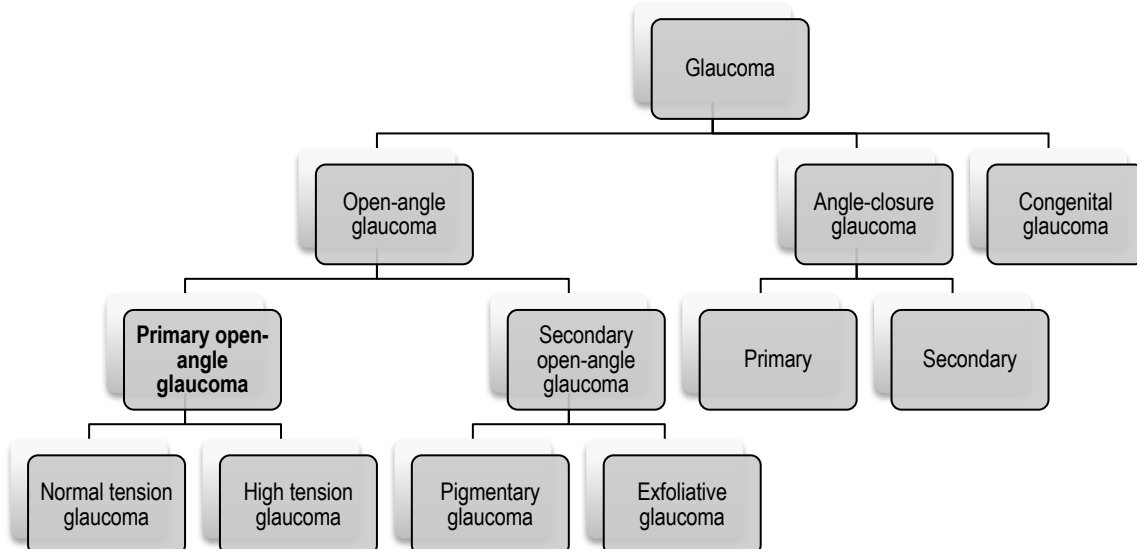 Glaucoma
Open-angle
glaucoma
Angle-closure
glaucoma
Congenital
glaucoma
Primary open-
angle
glaucoma
Secondary
open-angle
glaucoma
Primary
Secondary
Normal tension
glaucoma
High tension
glaucoma
Pigmentary
glaucoma
Exfoliative
glaucoma